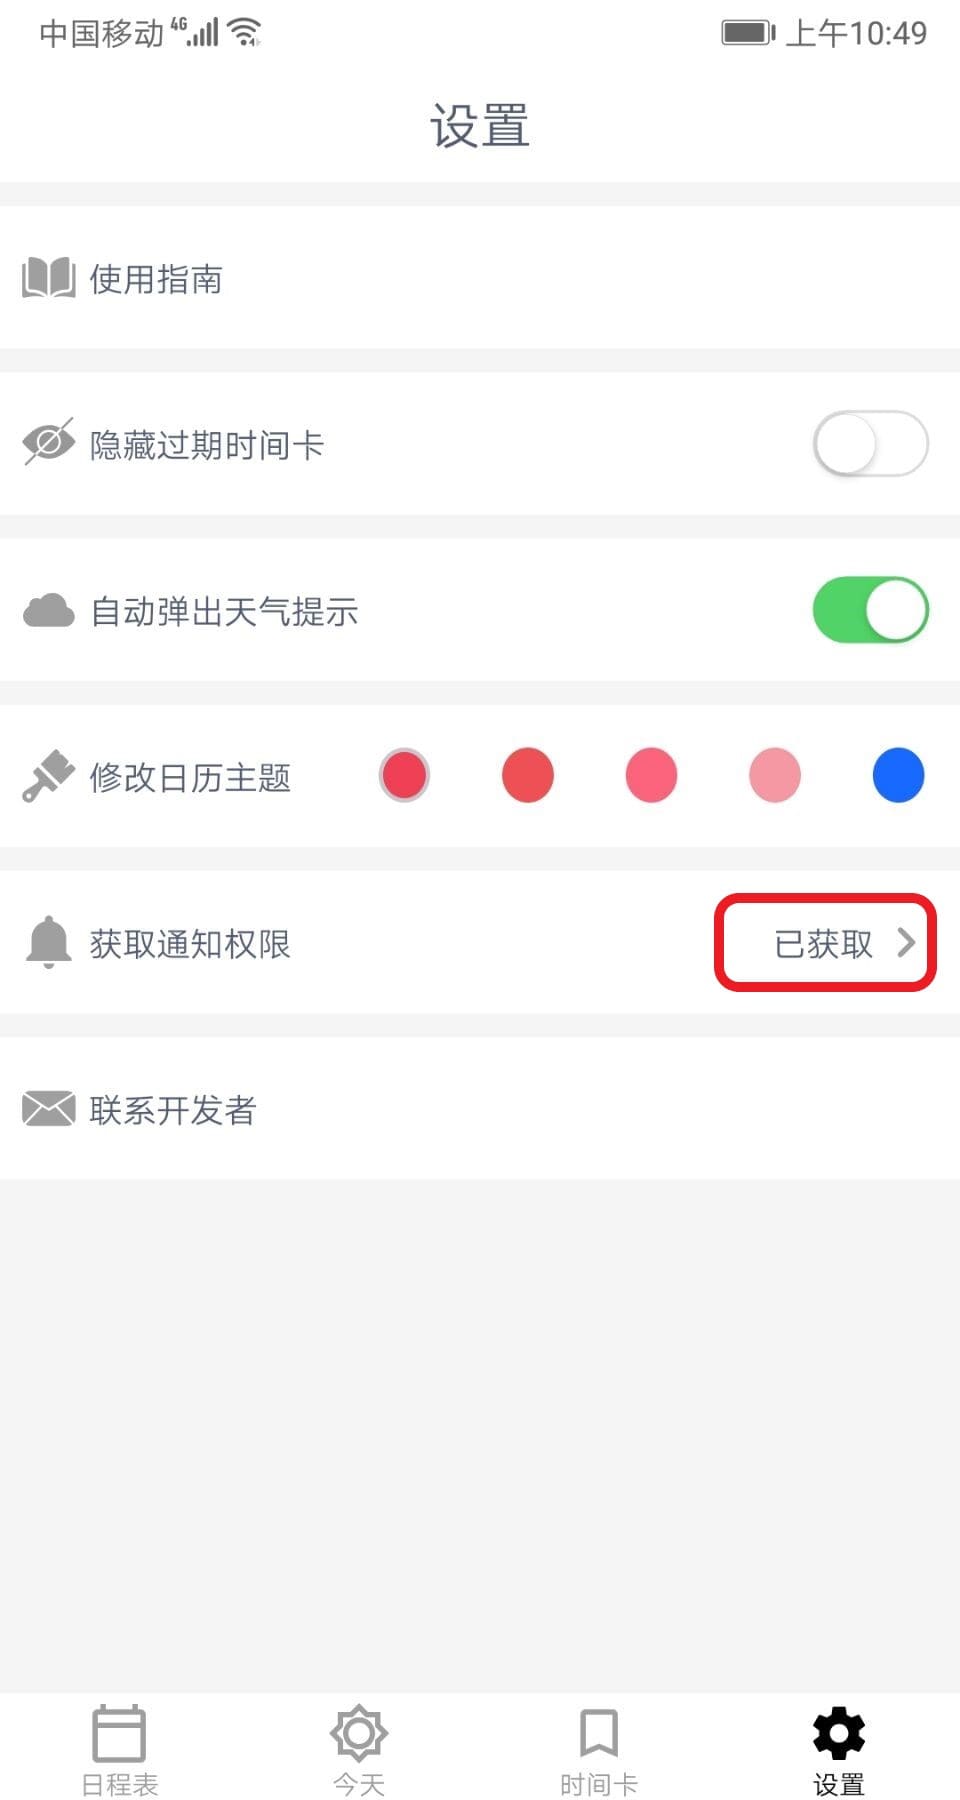 中国移动 4G 上午10:49
设置
使用指南
隐藏过期时间卡
自动弹出天气提示
修改日历主题
获取通知权限 已获取
联系开发者
日程表 今天 时间卡 设置